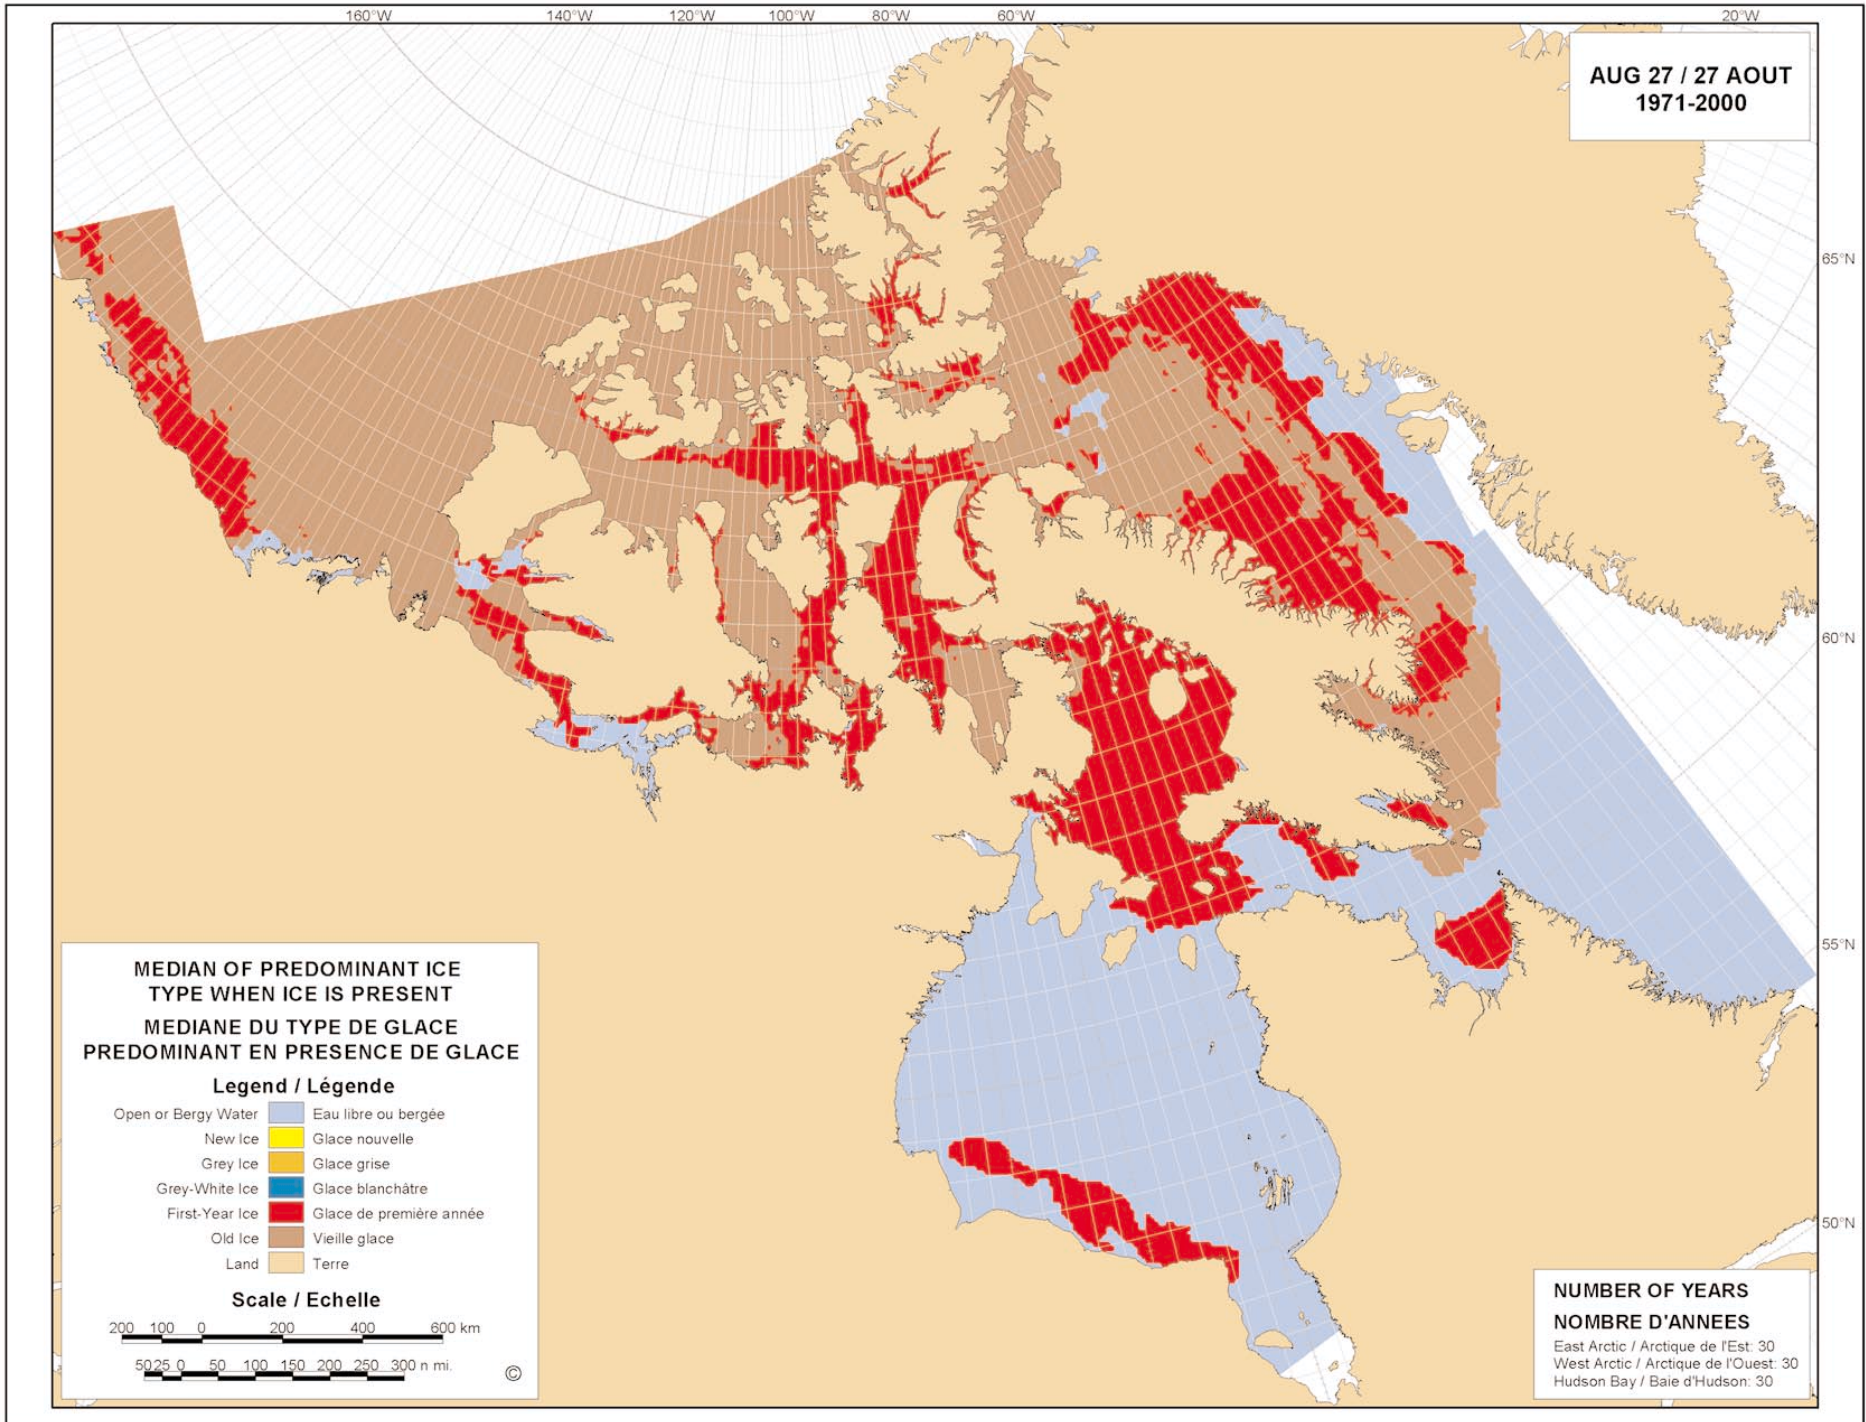 160°W 140°W 120°W 100°W 80°W 60°W 20°W
AUG 27 / 27 AOUT
1971-2000
65°N
60°N
55°N
50°N
MEDIAN OF PREDOMINANT ICE
TYPE WHEN ICE IS PRESENT
MEDIANE DU TYPE DE GLACE
PREDOMINANT EN PRESENCE DE GLACE
Legend / Légende
Open or Bergy Water Eau libre ou bergée
New Ice Glace nouvelle
Grey Ice Glace grise
Grey-White Ice Glace blanchâtre
First-Year Ice Glace de première année
Old Ice Vieille glace
Land Terre
Scale / Echelle
200 100 0 200 400 600 km
50 25 0 50 100 150 200 250 300 n mi.
©
NUMBER OF YEARS
NOMBRE D'ANNEES
East Arctic / Arctique de l'Est: 30
West Arctic / Arctique de l'Ouest: 30
Hudson Bay / Baie d'Hudson: 30